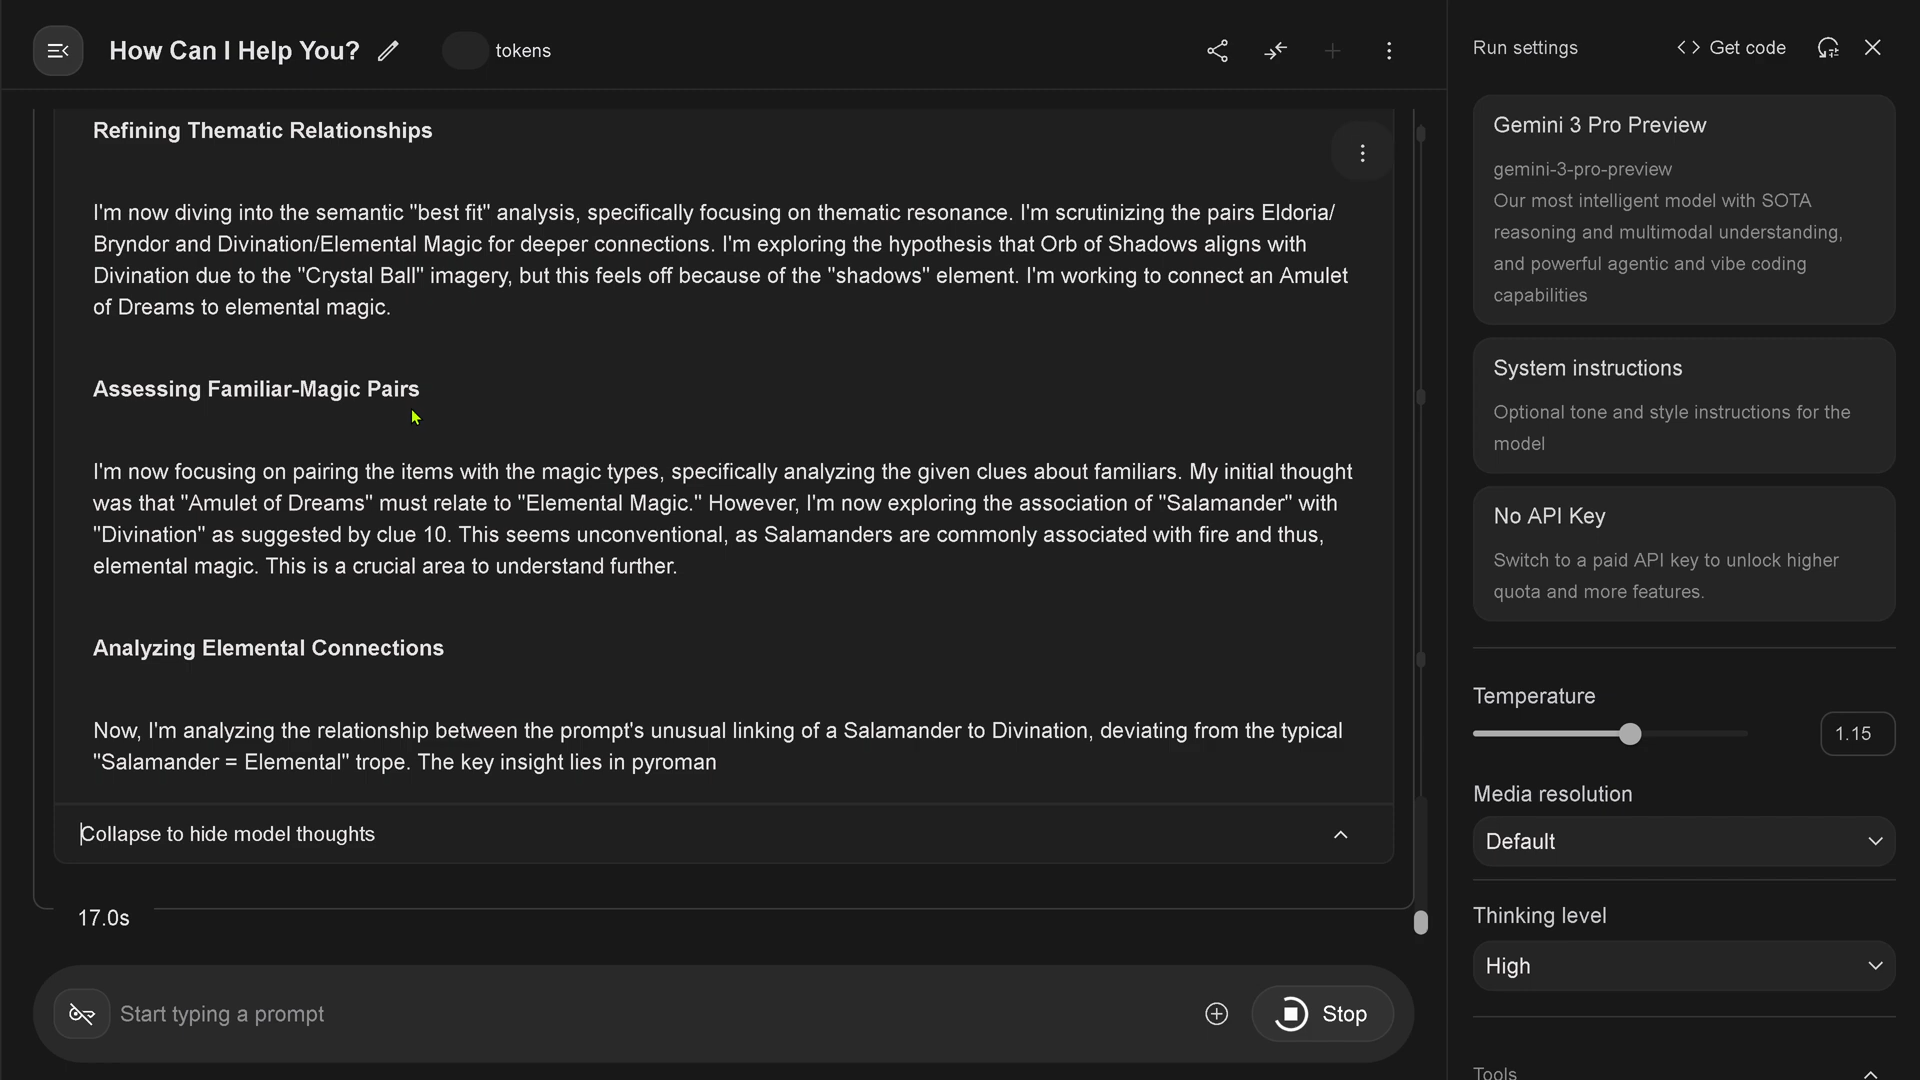 How Can I Help You?
tokens
Refining Thematic Relationships
I'm now diving into the semantic "best fit" analysis, specifically focusing on thematic resonance. I'm scrutinizing the pairs Eldoria/
Bryndor and Divination/Elemental Magic for deeper connections. I'm exploring the hypothesis that Orb of Shadows aligns with
Divination due to the "Crystal Ball" imagery, but this feels off because of the "shadows" element. I'm working to connect an Amulet
of Dreams to elemental magic.
Assessing Familiar-Magic Pairs
I'm now focusing on pairing the items with the magic types, specifically analyzing the given clues about familiars. My initial thought
was that "Amulet of Dreams" must relate to "Elemental Magic." However, I'm now exploring the association of "Salamander" with
"Divination" as suggested by clue 10. This seems unconventional, as Salamanders are commonly associated with fire and thus,
elemental magic. This is a crucial area to understand further.
Analyzing Elemental Connections
Now, I'm analyzing the relationship between the prompt's unusual linking of a Salamander to Divination, deviating from the typical
"Salamander = Elemental" trope. The key insight lies in pyroman
Collapse to hide model thoughts
17.0s
Start typing a prompt
Stop
Run settings
Get code
Gemini 3 Pro Preview
gemini-3-pro-preview
Our most intelligent model with SOTA
reasoning and multimodal understanding,
and powerful agentic and vibe coding
capabilities
System instructions
Optional tone and style instructions for the
model
No API Key
Switch to a paid API key to unlock higher
quota and more features.
Temperature
1.15
Media resolution
Default
Thinking level
High
Tools